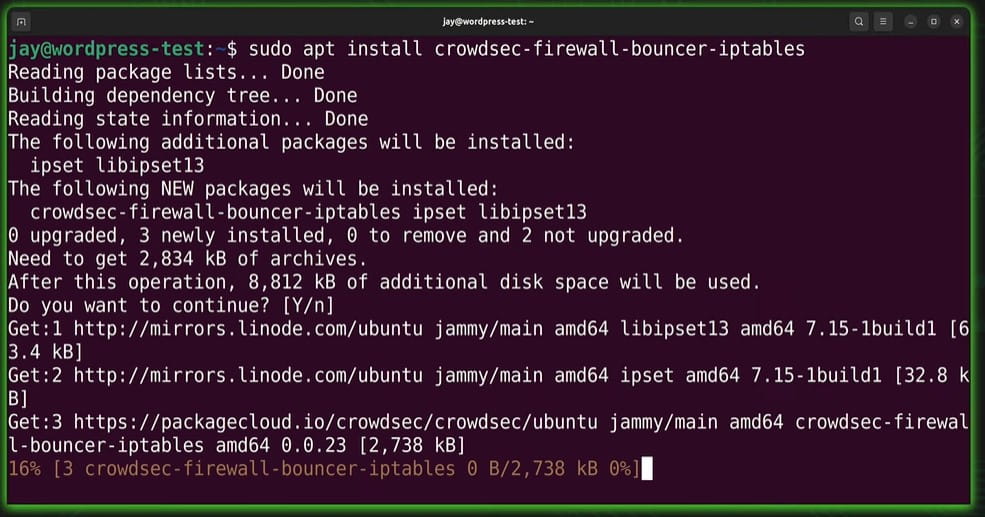 jay@wordpress-test: ~
jay@wordpress-test:~$ sudo apt install crowdsec-firewall-bouncer-iptables
Reading package lists... Done
Building dependency tree... Done
Reading state information... Done
The following additional packages will be installed:
  ipset libipset13
The following NEW packages will be installed:
  crowdsec-firewall-bouncer-iptables ipset libipset13
0 upgraded, 3 newly installed, 0 to remove and 2 not upgraded.
Need to get 2,834 kB of archives.
After this operation, 8,812 kB of additional disk space will be used.
Do you want to continue? [Y/n]
Get:1 http://mirrors.linode.com/ubuntu jammy/main amd64 libipset13 amd64 7.15-1build1 [6
3.4 kB]
Get:2 http://mirrors.linode.com/ubuntu jammy/main amd64 ipset amd64 7.15-1build1 [32.8 k
B]
Get:3 https://packagecloud.io/crowdsec/crowdsec/ubuntu jammy/main amd64 crowdsec-firewal
l-bouncer-iptables amd64 0.0.23 [2,738 kB]
16% [3 crowdsec-firewall-bouncer-iptables 0 B/2,738 kB 0%]